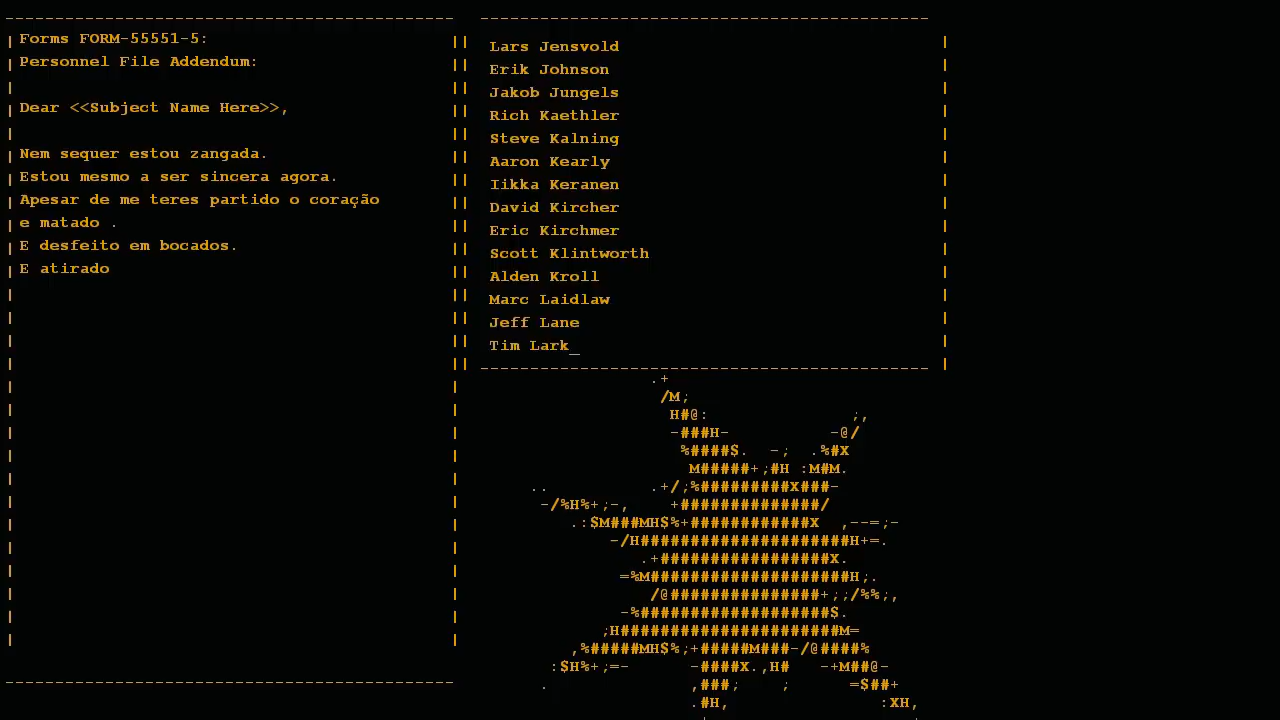 Forms FORM-55551-5:
Personnel File Addendum:
Dear <<Subject Name Here>>,
Nem sequer estou zangada.
Estou mesmo a ser sincera agora.
Apesar de me teres partido o coração
e matado .
E desfeito em bocados.
E atirado
Lars Jensvold
Erik Johnson
Jakob Jungels
Rich Kaethler
Steve Kalning
Aaron Kearly
Iikka Keranen
David Kircher
Eric Kirchmer
Scott Klintworth
Alden Kroll
Marc Laidlaw
Jeff Lane
Tim Lark_